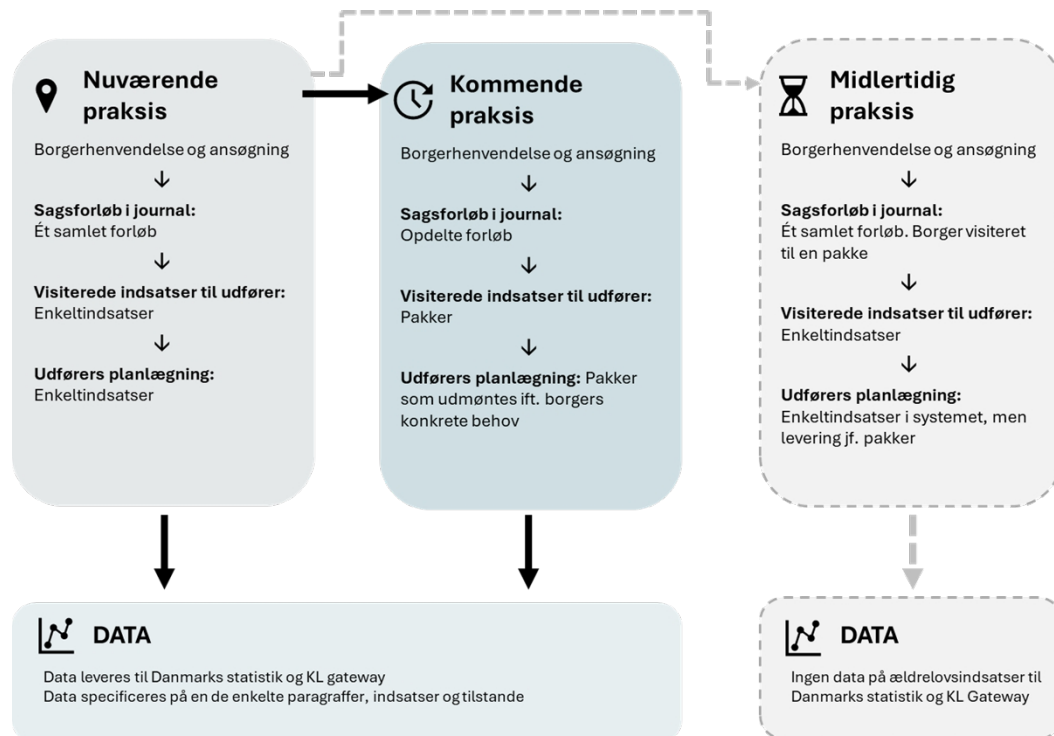 Nuværende
praksis
Borgerhenvendelse og ansøgning
↓
Sagsforløb i journal:
Ét samlet forløb
↓
Visiterede indsatser til udfører:
Enkeltindsatser
↓
Udførers planlægning:
Enkeltindsatser
Kommende
praksis
Borgerhenvendelse og ansøgning
↓
Sagsforløb i journal:
Opdelte forløb
↓
Visiterede indsatser til udfører:
Pakker
↓
Udførers planlægning: Pakker
som udmøntes ift. borgers
konkrete behov
Midlertidig
praksis
Borgerhenvendelse og ansøgning
↓
Sagsforløb i journal:
Ét samlet forløb. Borger visiteret
til en pakke
↓
Visiterede indsatser til udfører:
Enkeltindsatser
↓
Udførers planlægning:
Enkeltindsatser i systemet, men
levering jf. pakker
DATA
Data leveres til Danmarks statistik og KL gateway
Data specificeres på en de enkelte paragraffer, indsatser og tilstande
DATA
Ingen data på ældrelovsindsatser til
Danmarks statistik og KL Gateway